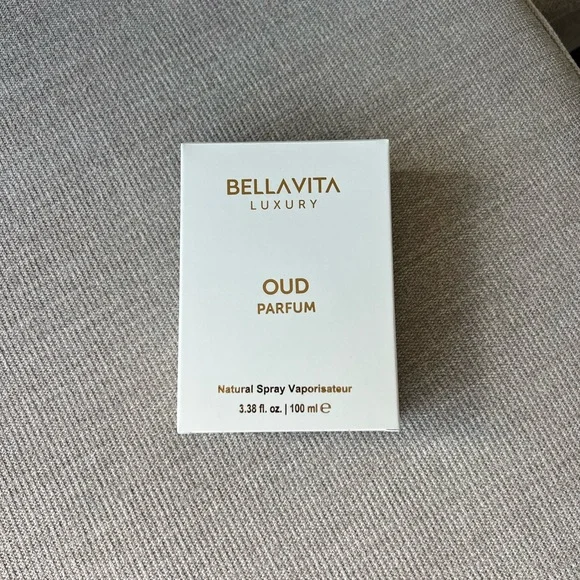 BELLAVITA
LUXURY
OUD
PARFUM
Natural Spray Vaporisateur
3.38 fl. oz. | 100 ml ℮